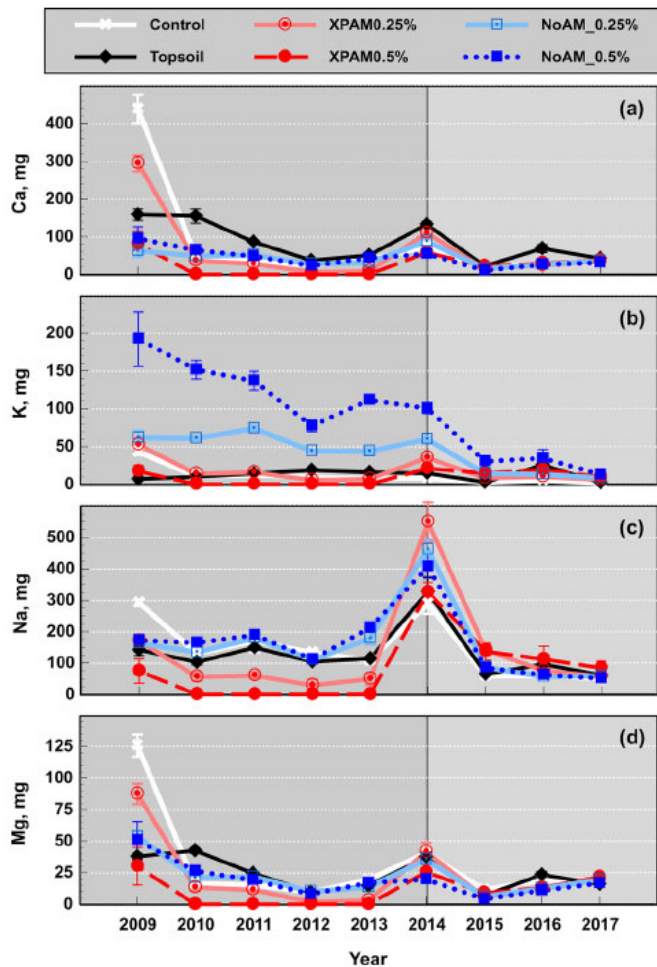 Control XPAM0.25% NoAM_0.25%
Topsoil XPAM0.5% NoAM_0.5%
(a)
Ca, mg
400
300
200
100
0
(b)
K, mg
200
150
100
50
0
(c)
Na, mg
500
400
300
200
100
0
(d)
Mg, mg
125
100
75
50
25
0
2009 2010 2011 2012 2013 2014 2015 2016 2017
Year